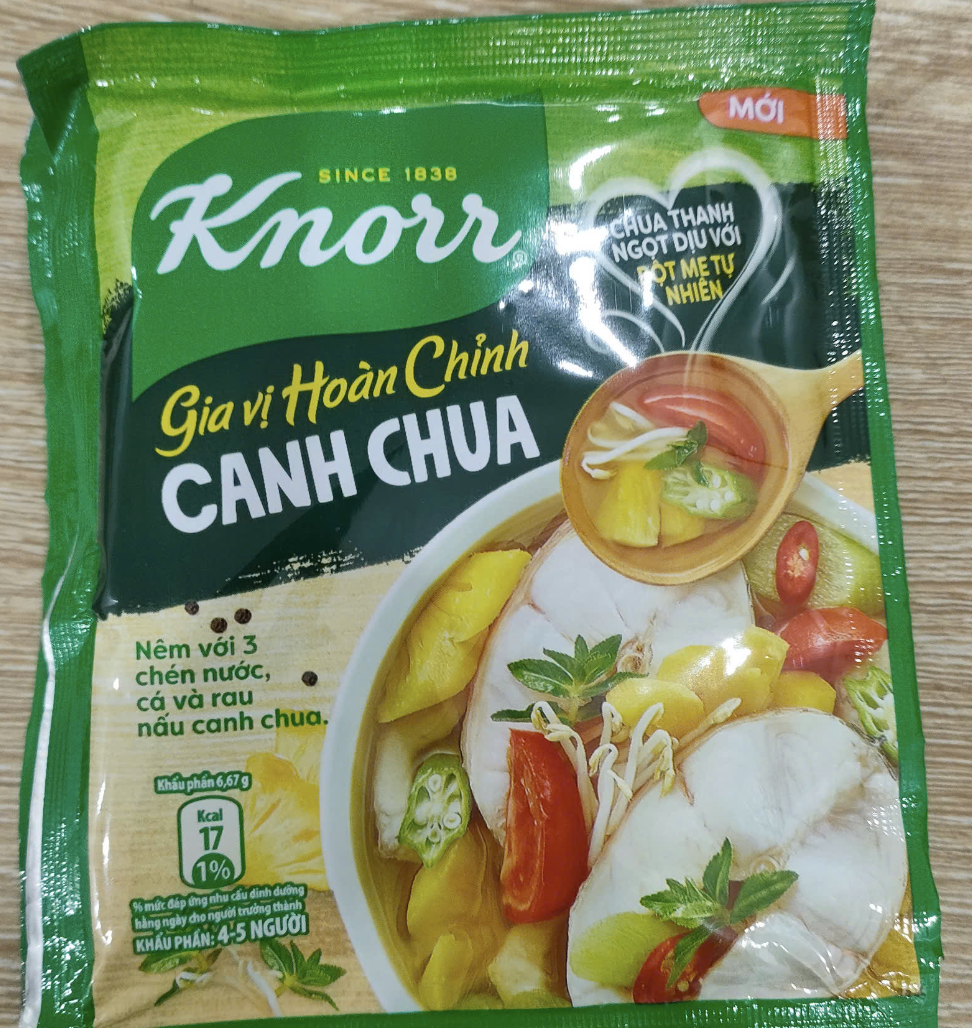 MỚI
SINCE 1838
Knorr
CHUA THANH
NGỌT DỊU VỚI
BỘT ME TỰ
NHIÊN
Gia vị Hoàn Chỉnh
CANH CHUA
Nêm với 3
chén nước,
cá và rau
nấu canh chua.
Khẩu phần 6,67 g
Kcal
17
1%
% mức đáp ứng nhu cầu dinh dưỡng
hằng ngày cho người trưởng thành
KHẨU PHẦN: 4-5 NGƯỜI